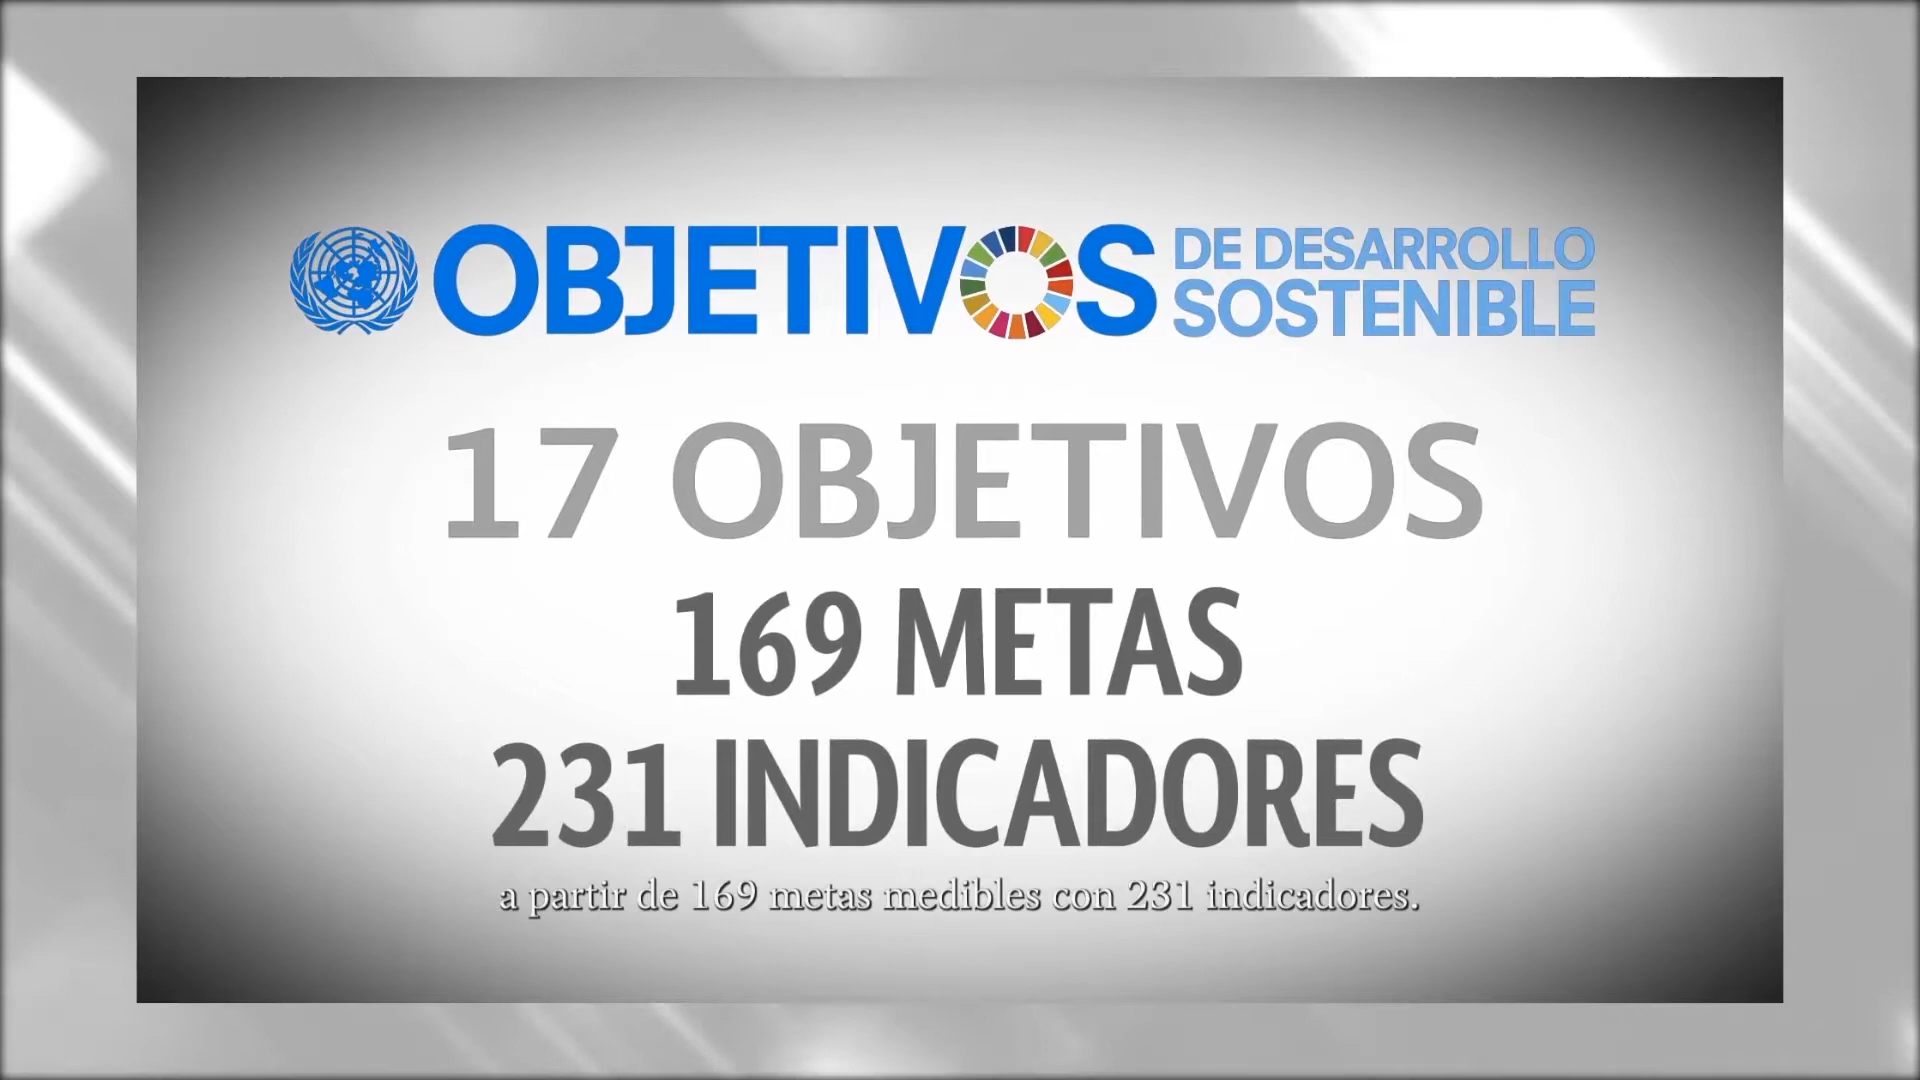 OBJETIVOS DE DESARROLLO
SOSTENIBLE
17 OBJETIVOS
169 METAS
231 INDICADORES
a partir de 169 metas medibles con 231 indicadores.